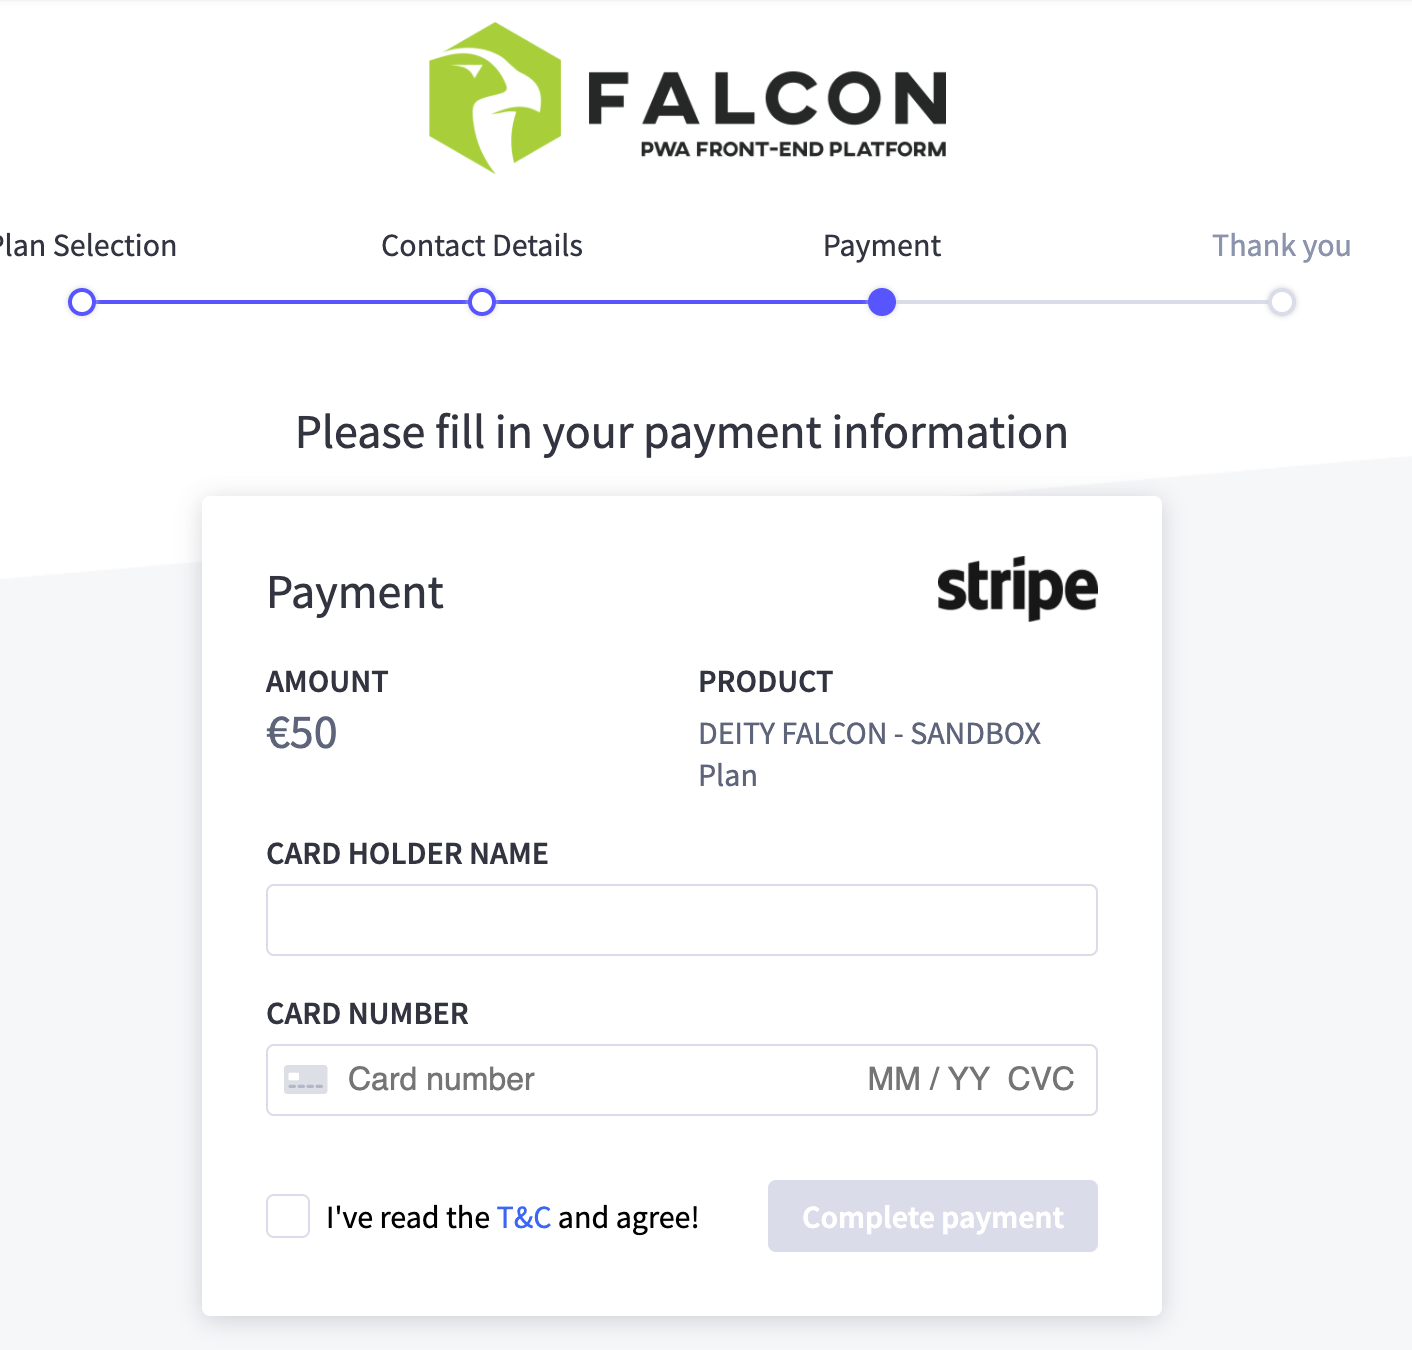 FALCON
PWA FRONT-END PLATFORM
Plan Selection Contact Details Payment Thank you
Please fill in your payment information
Payment stripe
AMOUNT PRODUCT
€50 DEITY FALCON - SANDBOX
Plan
CARD HOLDER NAME
CARD NUMBER
Card number MM / YY CVC
I've read the T&C and agree! Complete payment